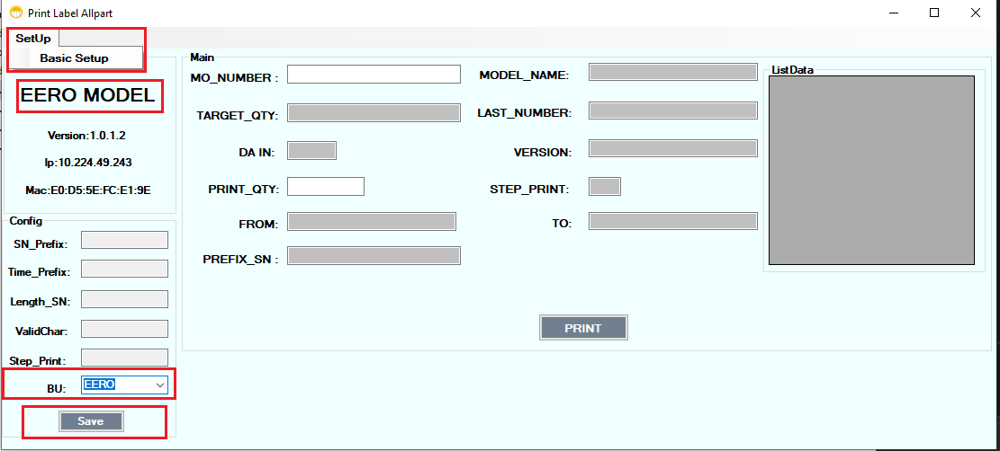 Print Label Allpart
SetUp
Basic Setup
EERO MODEL
Version:1.0.1.2
Ip:10.224.49.243
Mac:E0:D5:5E:FC:E1:9E
Config
SN_Prefix:
Time_Prefix:
Length_SN:
ValidChar:
Step_Print:
BU: EERO
Save
Main
MO_NUMBER : MODEL_NAME:
TARGET_QTY: LAST_NUMBER:
DA IN: VERSION:
PRINT_QTY: STEP_PRINT:
FROM: TO:
PREFIX_SN :
PRINT
ListData